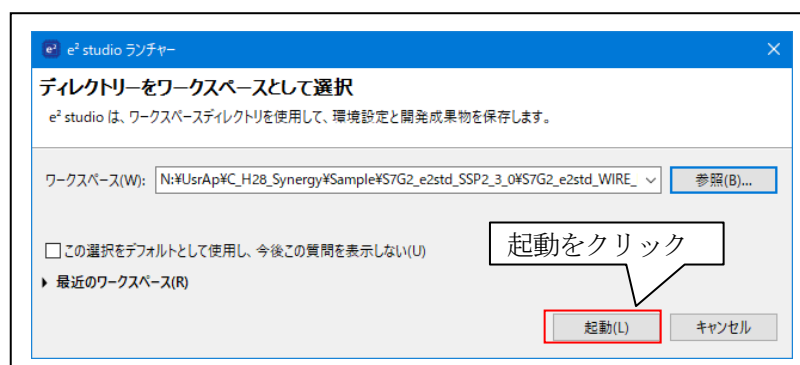 e² studio ランチャー
ディレクトリーをワークスペースとして選択
e² studio は、ワークスペースディレクトリを使用して、環境設定と開発成果物を保存します。
ワークスペース(W): N:¥UsrAp¥C_H28_Synergy¥Sample¥S7G2_e2std_SSP2_3_0¥S7G2_e2std_WIRE_ 参照(B)...
起動をクリック
この選択をデフォルトとして使用し、今後この質問を表示しない(U)
最近のワークスペース(R)
起動(L) キャンセル